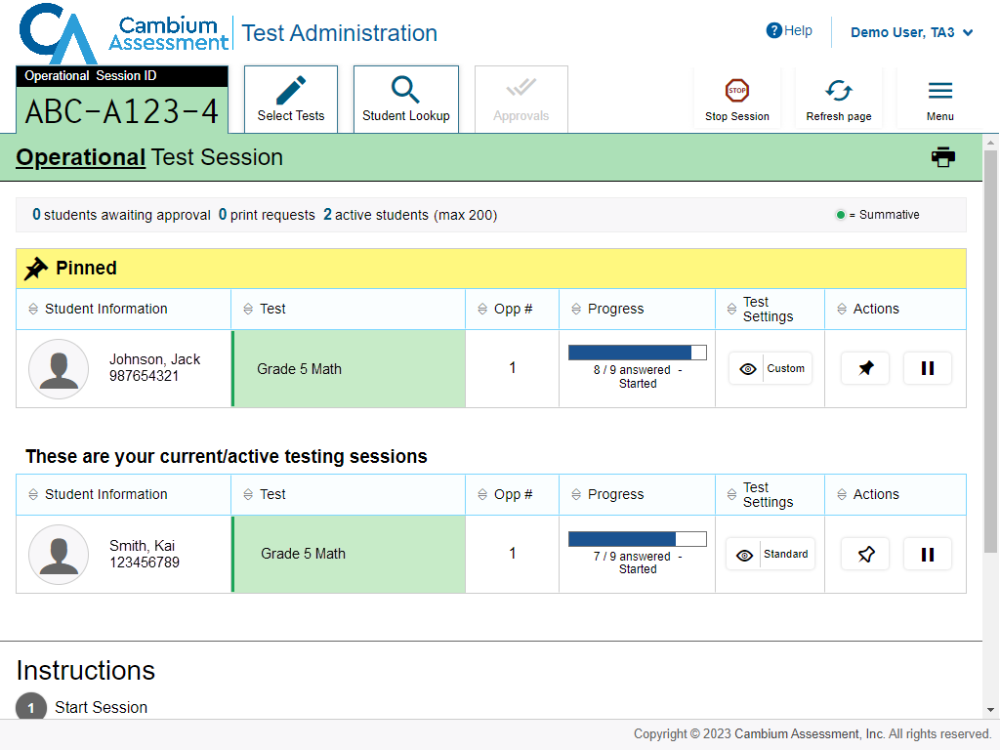 Cambium Assessment
Test Administration
Help
Demo User, TA3
Operational Session ID
ABC-A123-4
Select Tests
Student Lookup
Approvals
STOP
Stop Session
Refresh page
Menu
Operational Test Session
0 students awaiting approval 0 print requests 2 active students (max 200)
= Summative
Pinned
Student Information
Test
Opp #
Progress
Test Settings
Actions
Johnson, Jack
987654321
Grade 5 Math
1
8 / 9 answered -
Started
Custom
These are your current/active testing sessions
Student Information
Test
Opp #
Progress
Test Settings
Actions
Smith, Kai
123456789
Grade 5 Math
1
7 / 9 answered -
Started
Standard
Instructions
1 Start Session
Copyright © 2023 Cambium Assessment, Inc. All rights reserved.